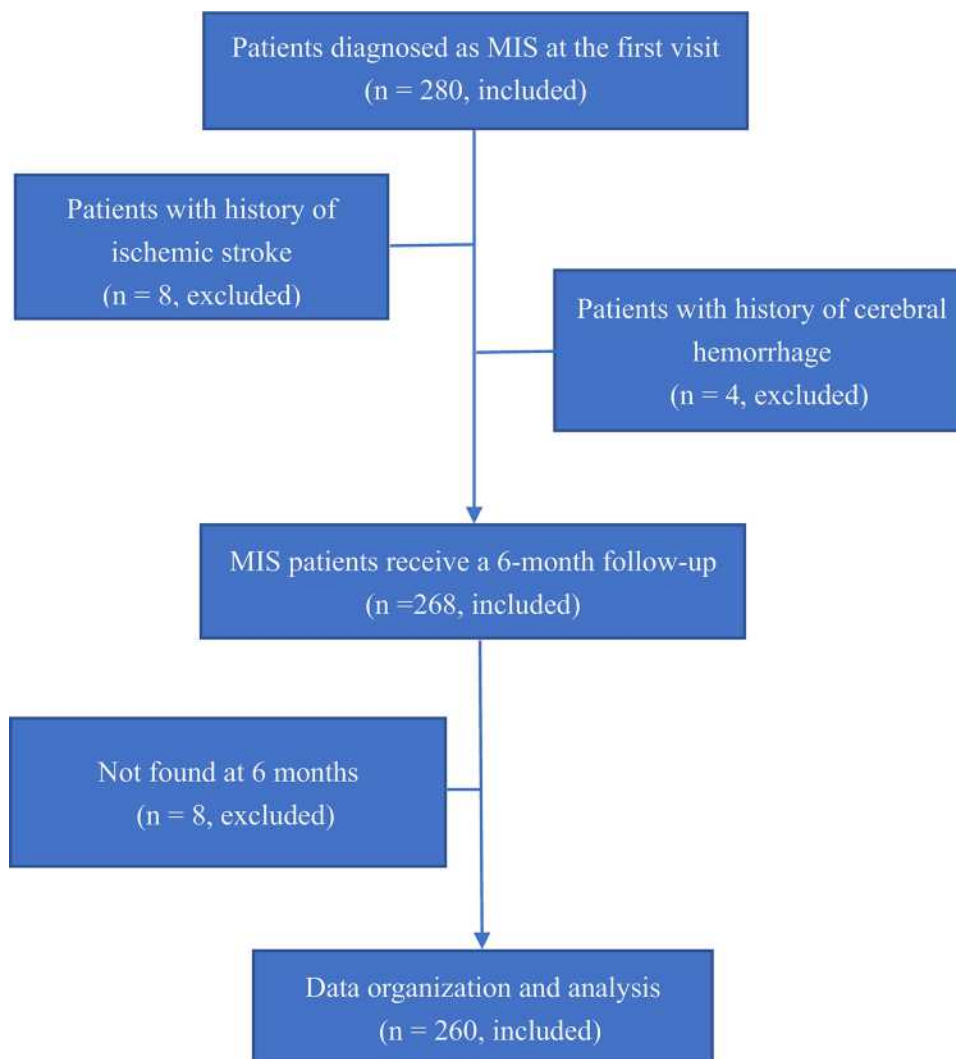 Patients diagnosed as MIS at the first visit
(n = 280, included)
Patients with history of
ischemic stroke
(n = 8, excluded)
Patients with history of cerebral
hemorrhage
(n = 4, excluded)
MIS patients receive a 6-month follow-up
(n =268, included)
Not found at 6 months
(n = 8, excluded)
Data organization and analysis
(n = 260, included)